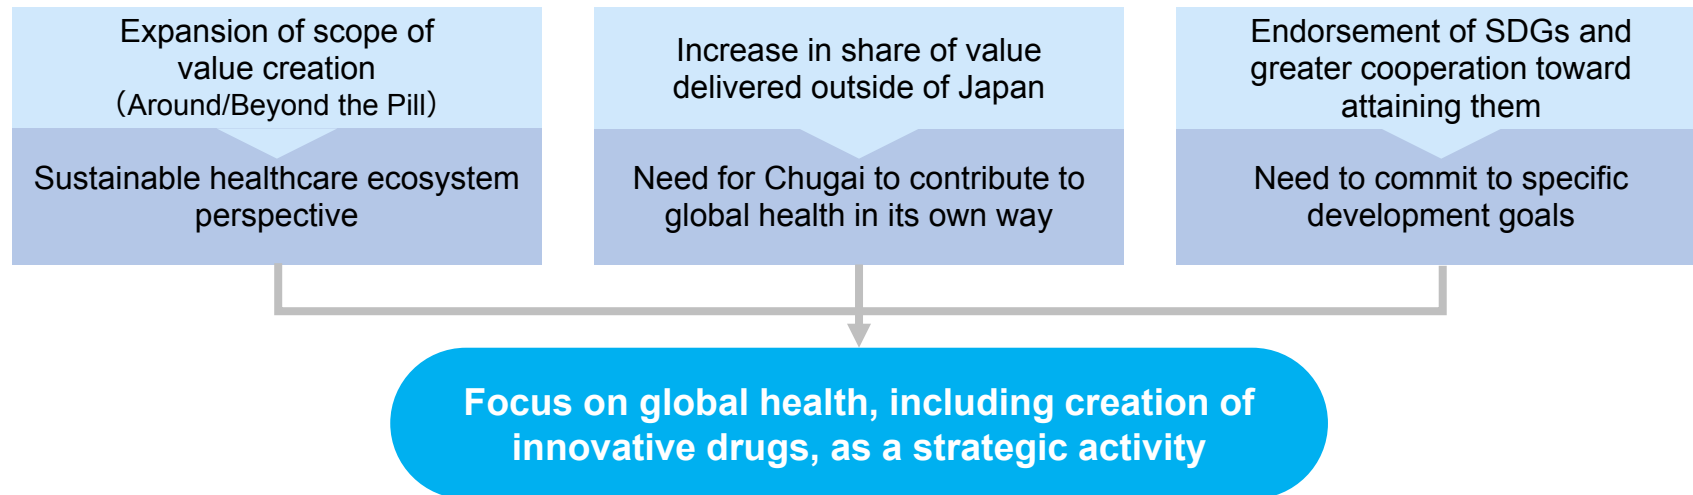 Expansion of scope of
value creation
（Around/Beyond the Pill）
Sustainable healthcare ecosystem
perspective
Increase in share of value
delivered outside of Japan
Need for Chugai to contribute to
global health in its own way
Endorsement of SDGs and
greater cooperation toward
attaining them
Need to commit to specific
development goals
Focus on global health, including creation of
innovative drugs, as a strategic activity